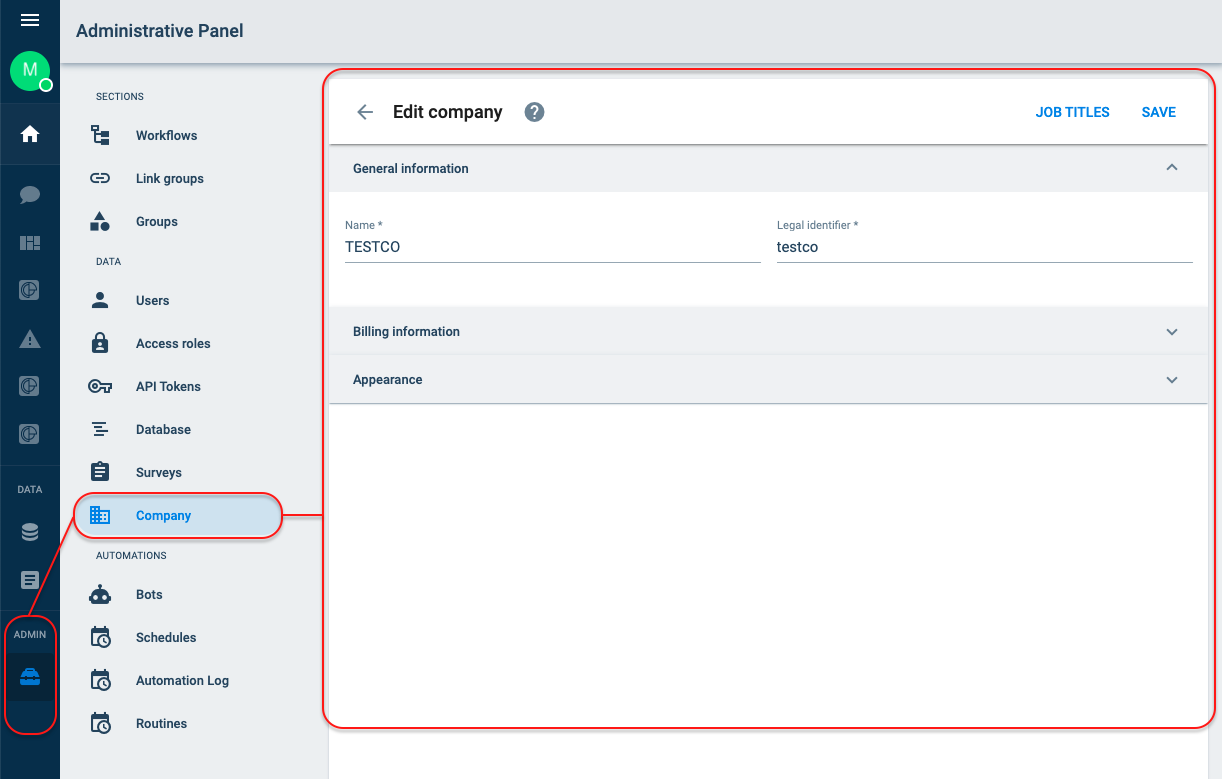 Administrative Panel
M
SECTIONS
Workflows
Link groups
Groups
DATA
Users
Access roles
API Tokens
Database
Surveys
Company
AUTOMATIONS
Bots
Schedules
Automation Log
Routines
DATA
ADMIN
Edit company ?
JOB TITLES SAVE
General information
Name *
TESTCO
Legal identifier *
testco
Billing information
Appearance